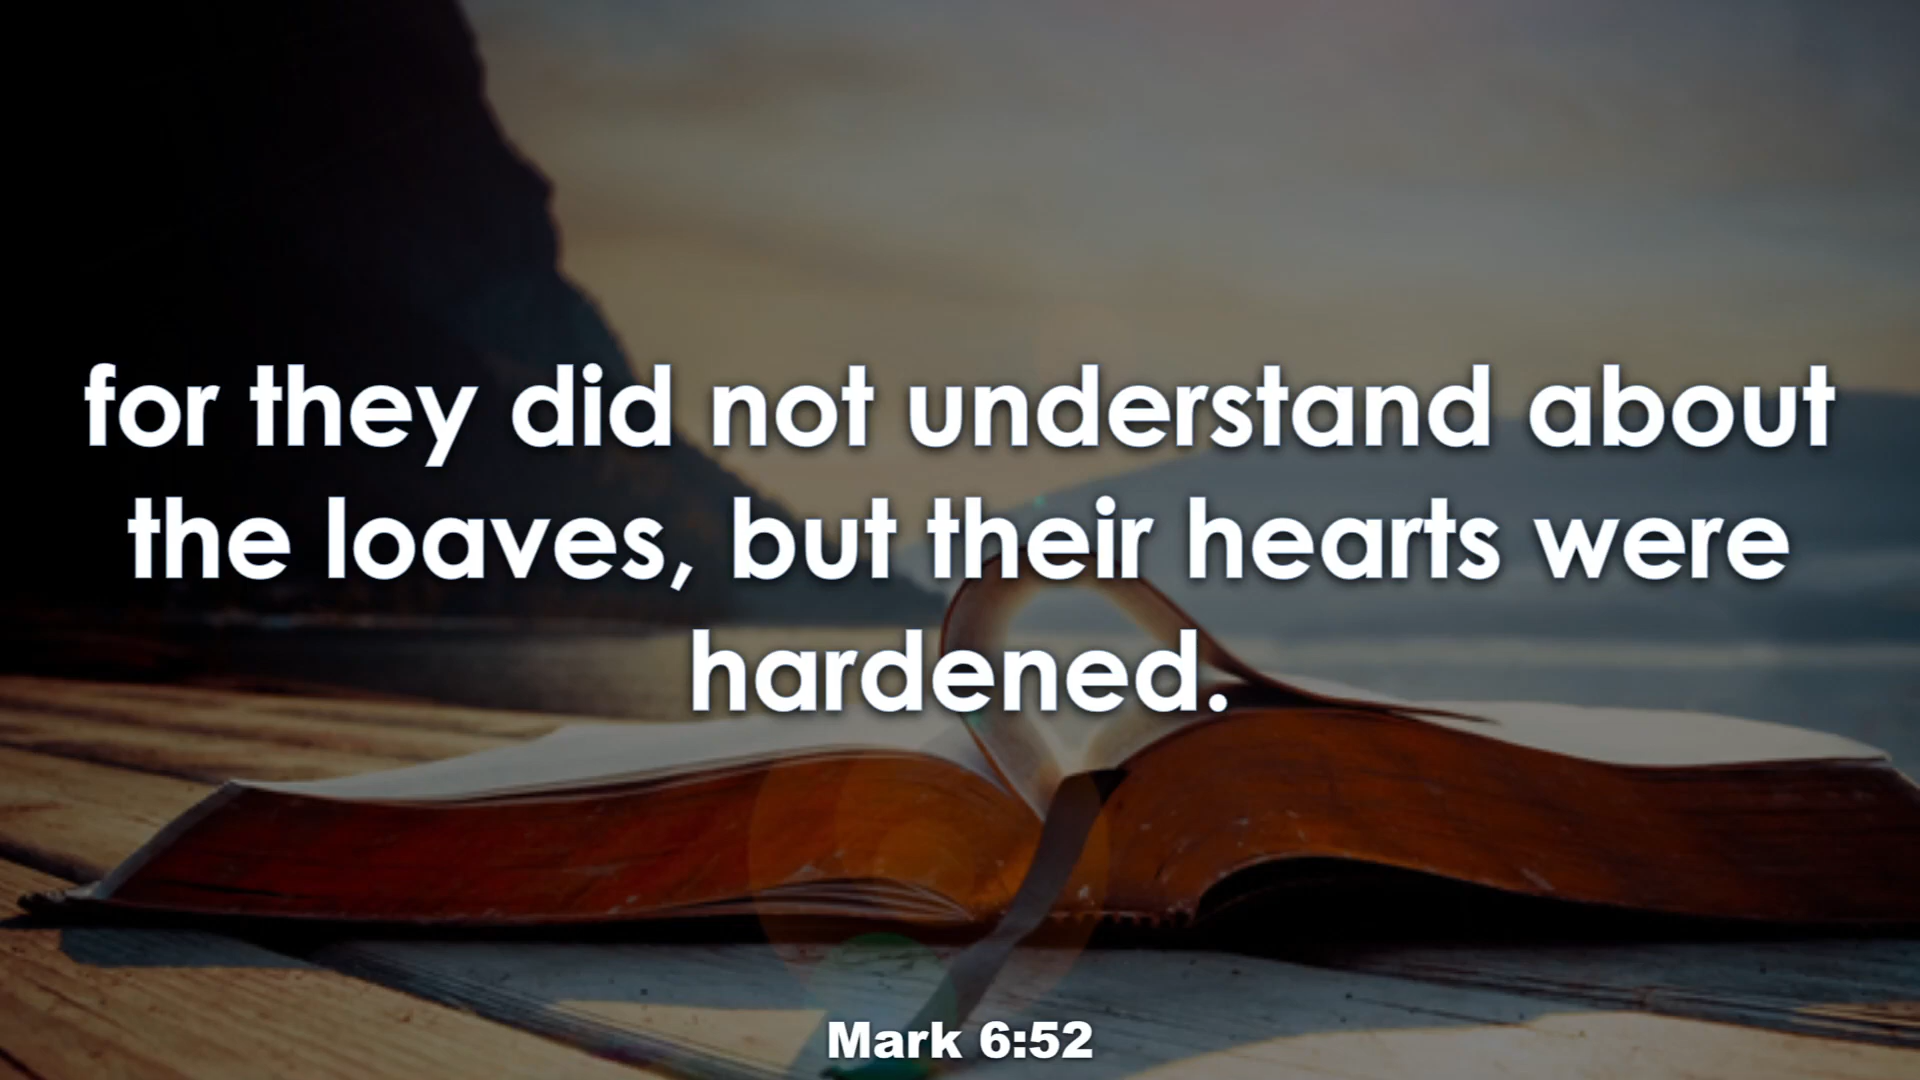 for they did not understand about
the loaves, but their hearts were
hardened.
Mark 6:52